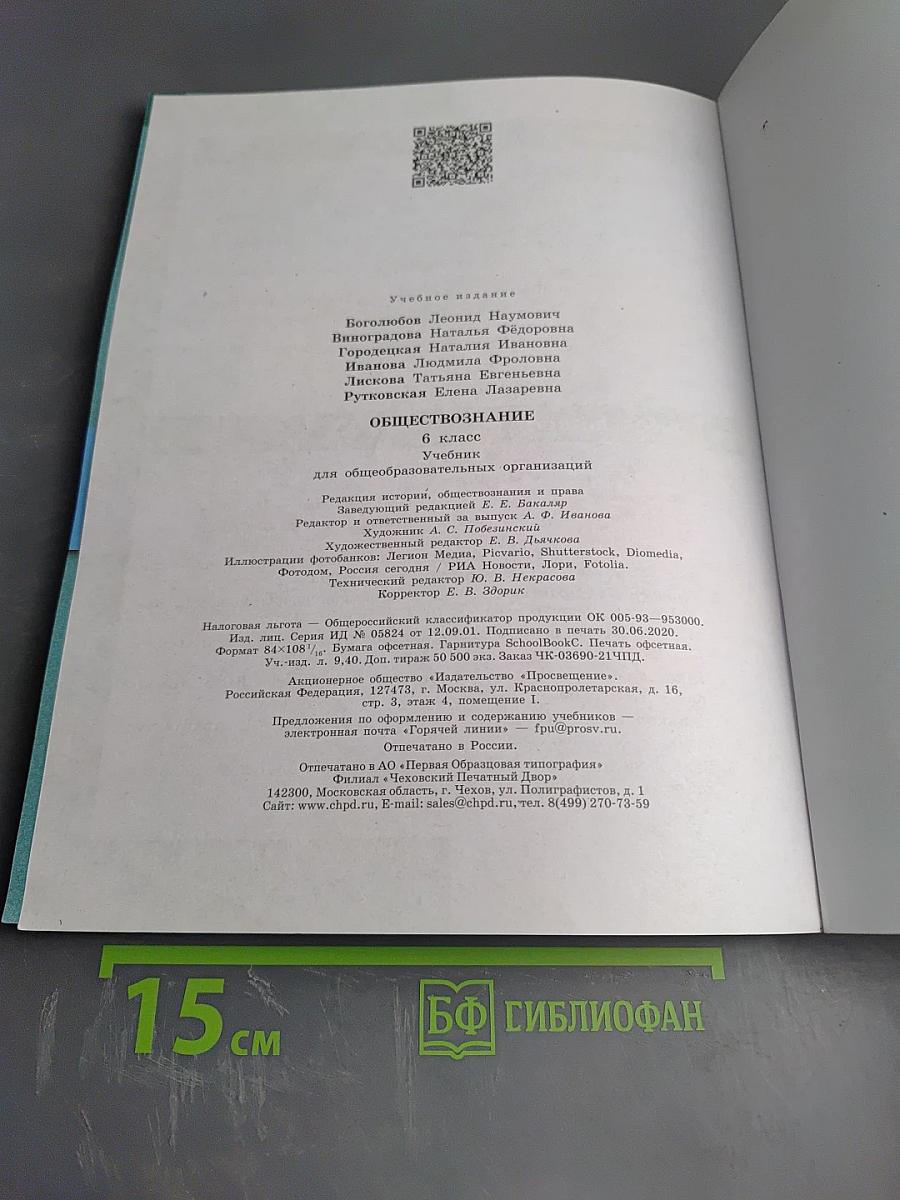 Учебное издание
Боголюбов Леонид Наумович
Виноградова Наталья Фёдоровна
Городецкая Наталия Ивановна
Иванова Людмила Фроловна
Лискова Татьяна Евгеньевна
Рутковская Елена Лазаревна
ОБЩЕСТВОЗНАНИЕ
6 класс
Учебник
для общеобразовательных организаций
Редакция истории, обществознания и права
Заведующий редакцией Е. Е. Бакаляр
Редактор и ответственный за выпуск А. Ф. Иванова
Художник А. С. Побезинский
Художественный редактор Е. В. Дьячкова
Иллюстрации фотобанков: Легион Медиа, Picvario, Shutterstock, Diomedia,
Фотодом, Россия сегодня / РИА Новости, Лори, Fotolia.
Технический редактор Ю. В. Некрасова
Корректор Е. В. Здорик
Налоговая льгота — Общероссийский классификатор продукции ОК 005-93—953000.
Изд. лиц. Серия ИД № 05824 от 12.09.01. Подписано в печать 30.06.2020.
Формат 84×108 1/16. Бумага офсетная. Гарнитура SchoolBookC. Печать офсетная.
Уч.-изд. л. 9,40. Доп. тираж 50 500 экз. Заказ ЧК-03690-21ЧПД.
Акционерное общество «Издательство «Просвещение».
Российская Федерация, 127473, г. Москва, ул. Краснопролетарская, д. 16,
стр. 3, этаж 4, помещение I.
Предложения по оформлению и содержанию учебников —
электронная почта «Горячей линии» — fpu@prosv.ru.
Отпечатано в России.
Отпечатано в АО «Первая Образцовая типография»
Филиал «Чеховский Печатный Двор»
142300, Московская область, г. Чехов, ул. Полиграфистов, д. 1
Сайт: www.chpd.ru, E-mail: sales@chpd.ru, тел. 8(499) 270-73-59
15 см
БФ БИБЛИОФАН